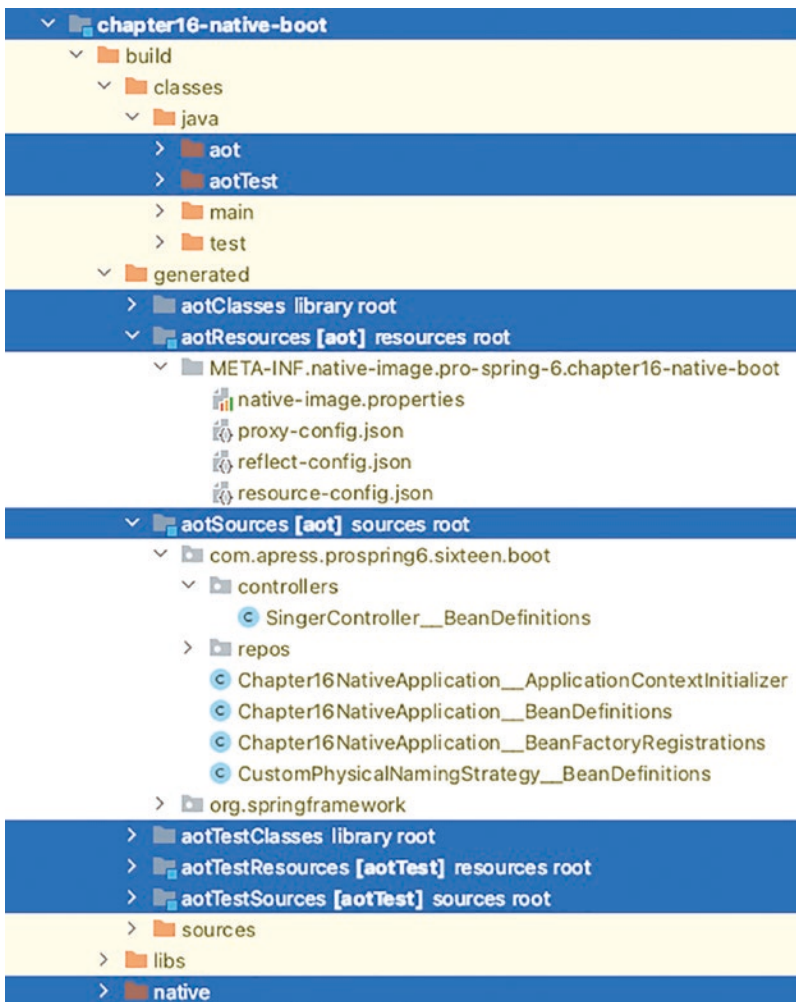 chapter16-native-boot
build
classes
java
aot
aotTest
main
test
generated
aotClasses library root
aotResources [aot] resources root
META-INF.native-image.pro-spring-6.chapter16-native-boot
native-image.properties
proxy-config.json
reflect-config.json
resource-config.json
aotSources [aot] sources root
com.apress.prospring6.sixteen.boot
controllers
SingerController__BeanDefinitions
repos
Chapter16NativeApplication__ApplicationContextInitializer
Chapter16NativeApplication__BeanDefinitions
Chapter16NativeApplication__BeanFactoryRegistrations
CustomPhysicalNamingStrategy__BeanDefinitions
org.springframework
aotTestClasses library root
aotTestResources [aotTest] resources root
aotTestSources [aotTest] sources root
sources
libs
native